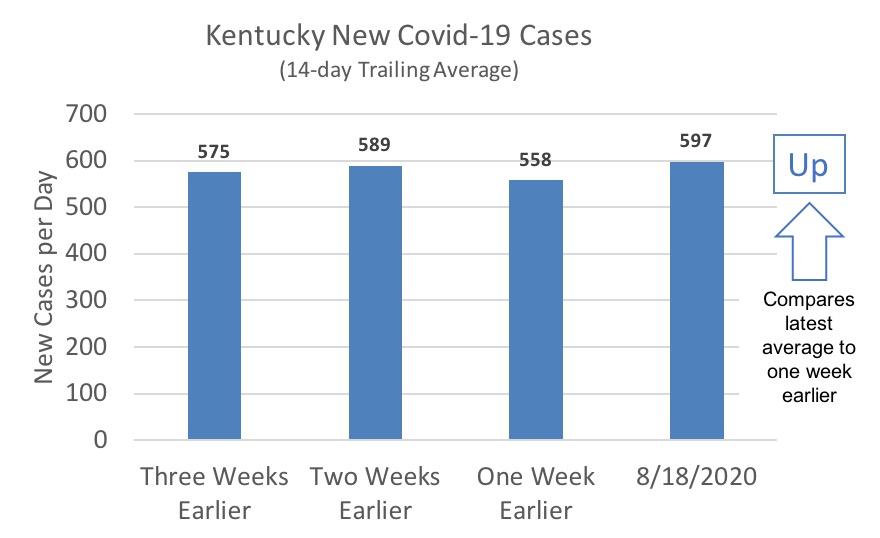 Kentucky New Covid-19 Cases
(14-day Trailing Average)
New Cases per Day
700
600
500
400
300
200
100
0
575
589
558
597
Three Weeks
Earlier
Two Weeks
Earlier
One Week
Earlier
8/18/2020
Up
Compares
latest
average to
one week
earlier